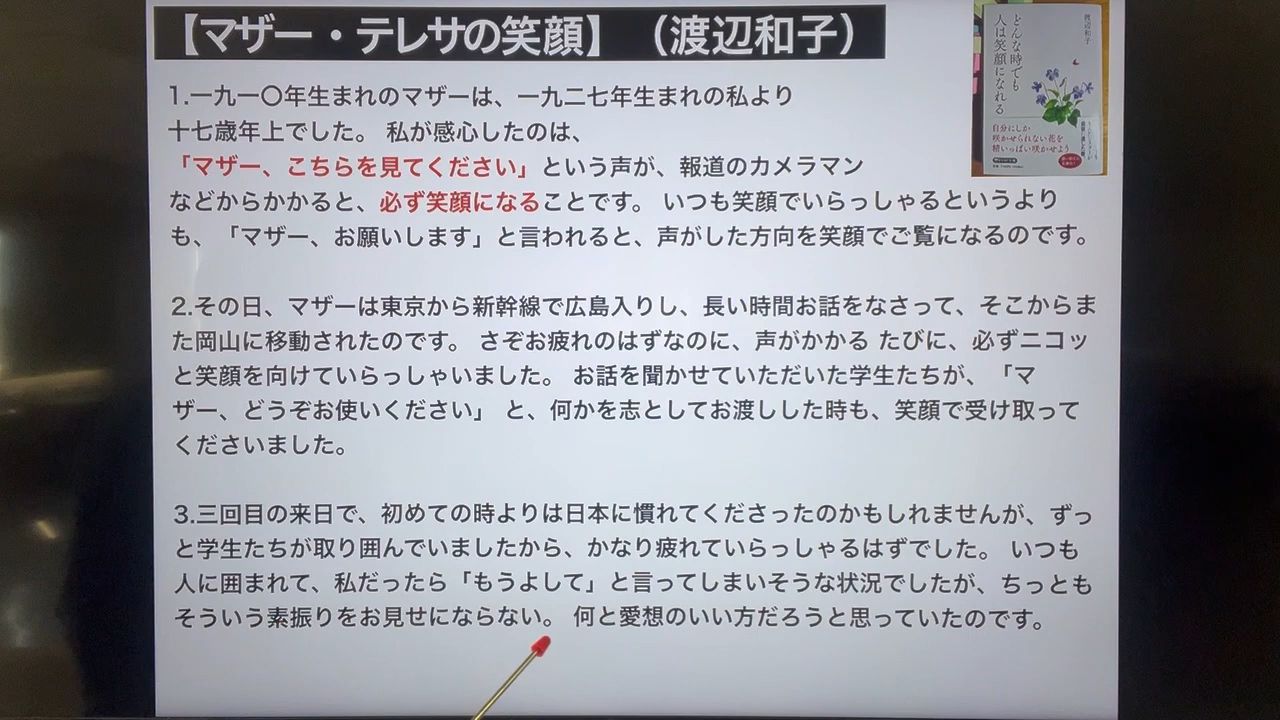 【マザー・テレサの笑顔】（渡辺和子）
1.一九一〇年生まれのマザーは、一九二七年生まれの私より
十七歳年上でした。 私が感心したのは、
「マザー、こちらを見てください」という声が、報道のカメラマン
などからかかると、必ず笑顔になることです。 いつも笑顔でいらっしゃるというより
も、「マザー、お願いします」と言われると、声がした方向を笑顔でご覧になるのです。
2.その日、マザーは東京から新幹線で広島入りし、長い時間お話をなさって、そこからま
た岡山に移動されたのです。 さぞお疲れのはずなのに、声がかかる たびに、必ずニコッ
と笑顔を向けていらっしゃいました。 お話を聞かせていただいた学生たちが、「マ
ザー、どうぞお使いください」 と、何かを志としてお渡しした時も、笑顔で受け取って
くださいました。
3.三回目の来日で、初めての時よりは日本に慣れてくださったのかもしれませんが、ずっ
と学生たちが取り囲んでいましたから、かなり疲れていらっしゃるはずでした。 いつも
人に囲まれて、私だったら「もうよして」と言ってしまいそうな状況でしたが、ちっとも
そういう素振りをお見せにならない。 何と愛想のいい方だろうと思っていたのです。
渡辺和子
どんな時でも
人は笑顔になれる
自分にしか
咲かせられない花を
精いっぱい咲かせよう